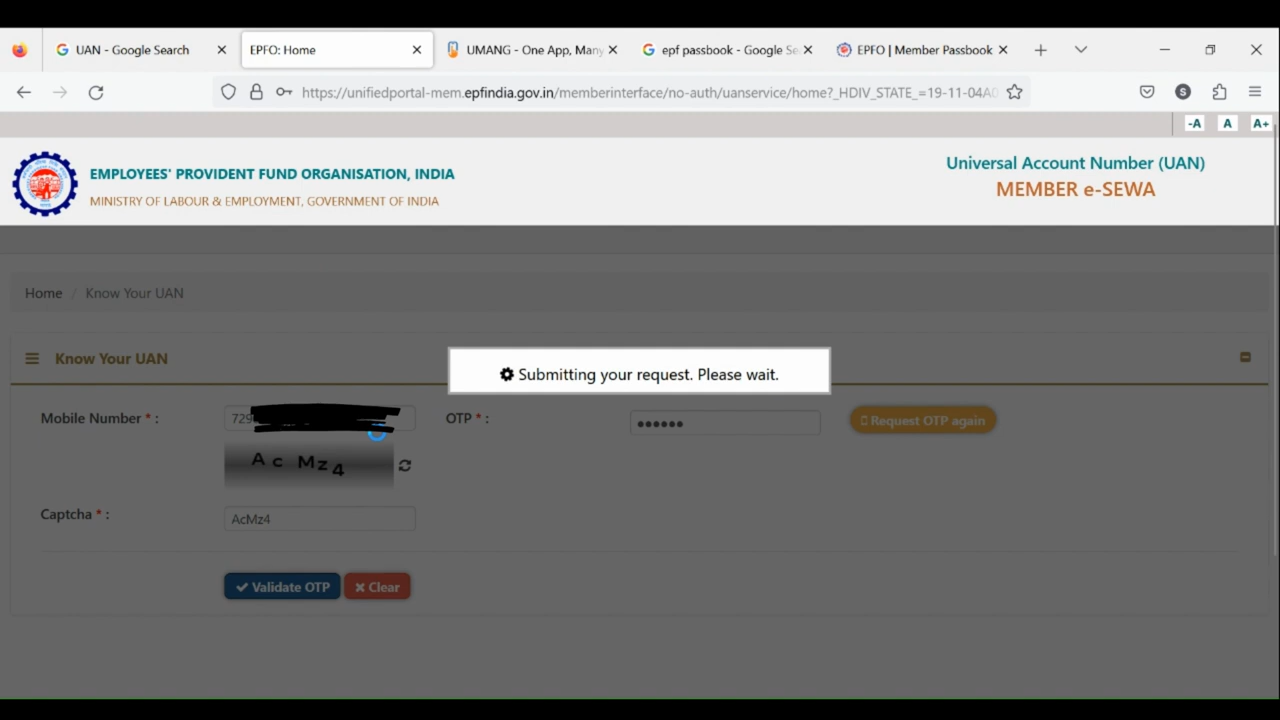 UAN - Google Search
EPFO: Home
UMANG - One App, Many
epf passbook - Google Se
EPFO | Member Passbook
https://unifiedportal-mem.epfindia.gov.in/memberinterface/no-auth/uanservice/home?_HDIV_STATE_=19-11-04A0
S
-A A A+
EMPLOYEES' PROVIDENT FUND ORGANISATION, INDIA
MINISTRY OF LABOUR & EMPLOYMENT, GOVERNMENT OF INDIA
Universal Account Number (UAN)
MEMBER e-SEWA
Home / Know Your UAN
Know Your UAN
Submitting your request. Please wait.
Mobile Number * :
729
OTP * :
••••••
Request OTP again
Ac Mz4
Captcha * :
AcMz4
Validate OTP
Clear